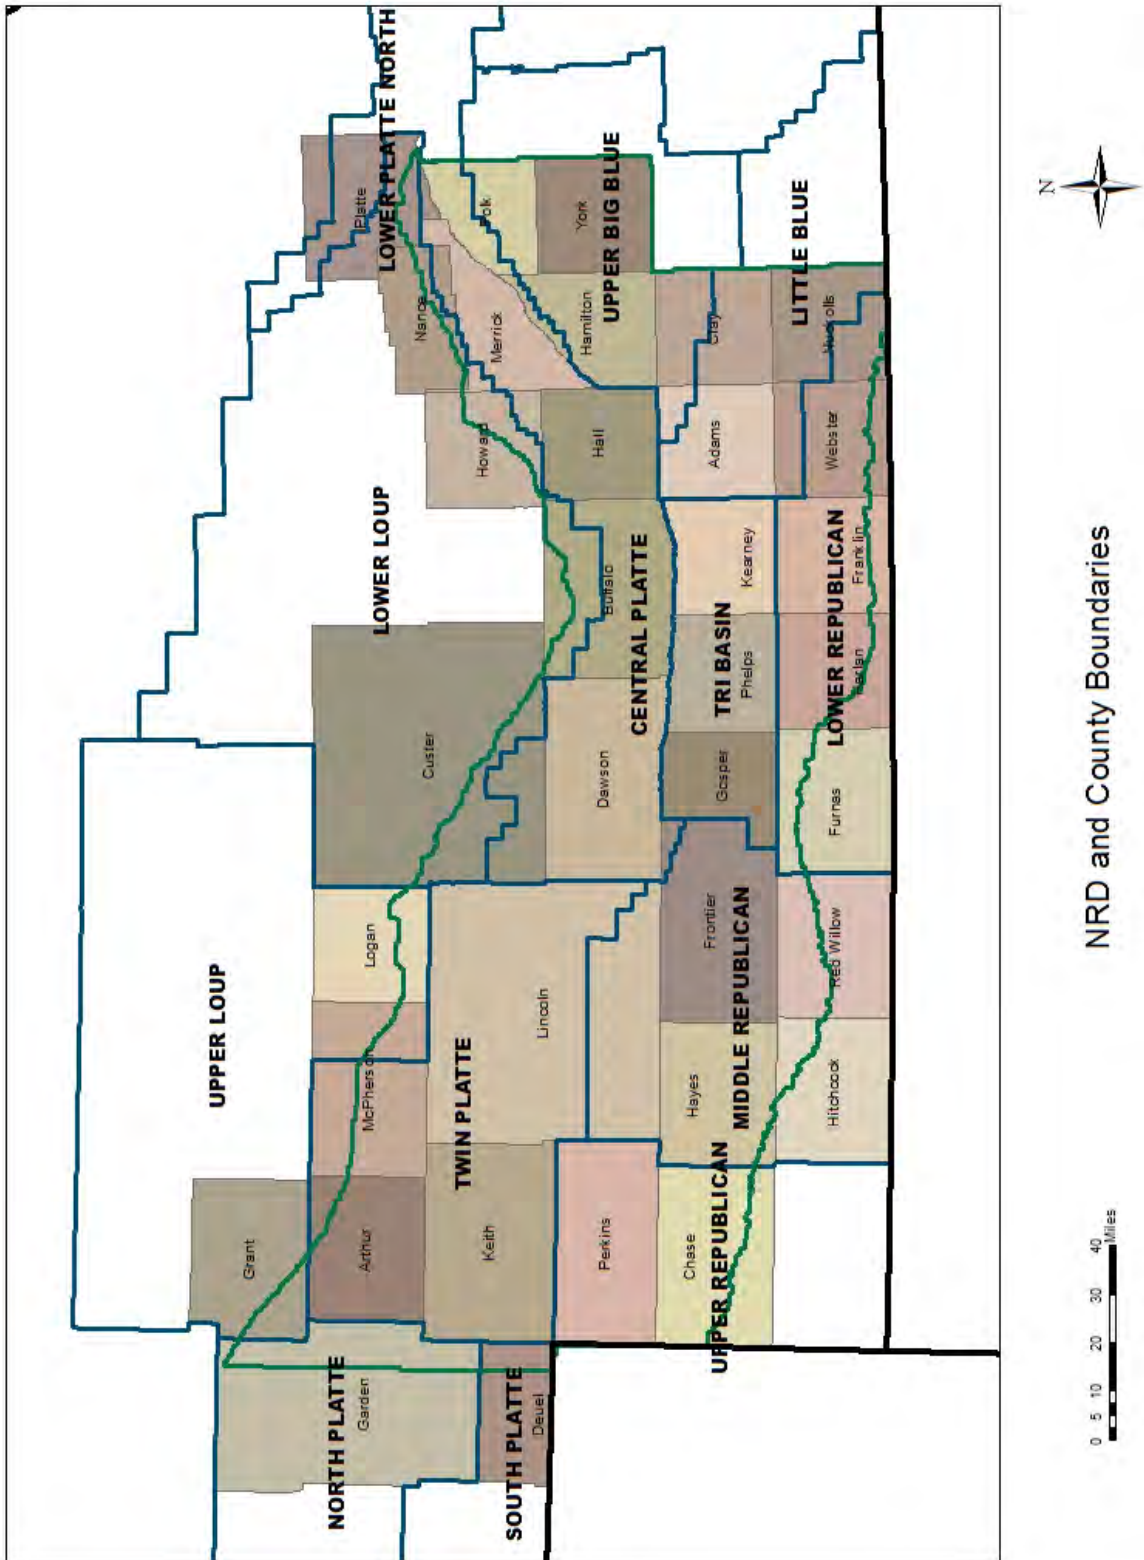 NRD and County Boundaries
N
UPPER LOUP
LOWER LOUP
LOWER PLATTE NORTH
NORTH PLATTE
SOUTH PLATTE
TWIN PLATTE
CENTRAL PLATTE
UPPER BIG BLUE
LITTLE BLUE
TRI BASIN
UPPER REPUBLICAN
MIDDLE REPUBLICAN
LOWER REPUBLICAN
Grant
Garden
Arthur
McPherson
Logan
Custer
Howard
Nance
Platte
Deuel
Keith
Lincoln
Dawson
Buffalo
Hall
Merrick
Polk
Hamilton
York
Perkins
Chase
Hayes
Frontier
Gosper
Phelps
Kearney
Adams
Clay
Hitchcock
Red Willow
Furnas
Harlan
Franklin
Webster
Nuckolls
0 5 10 20 30 40
Miles